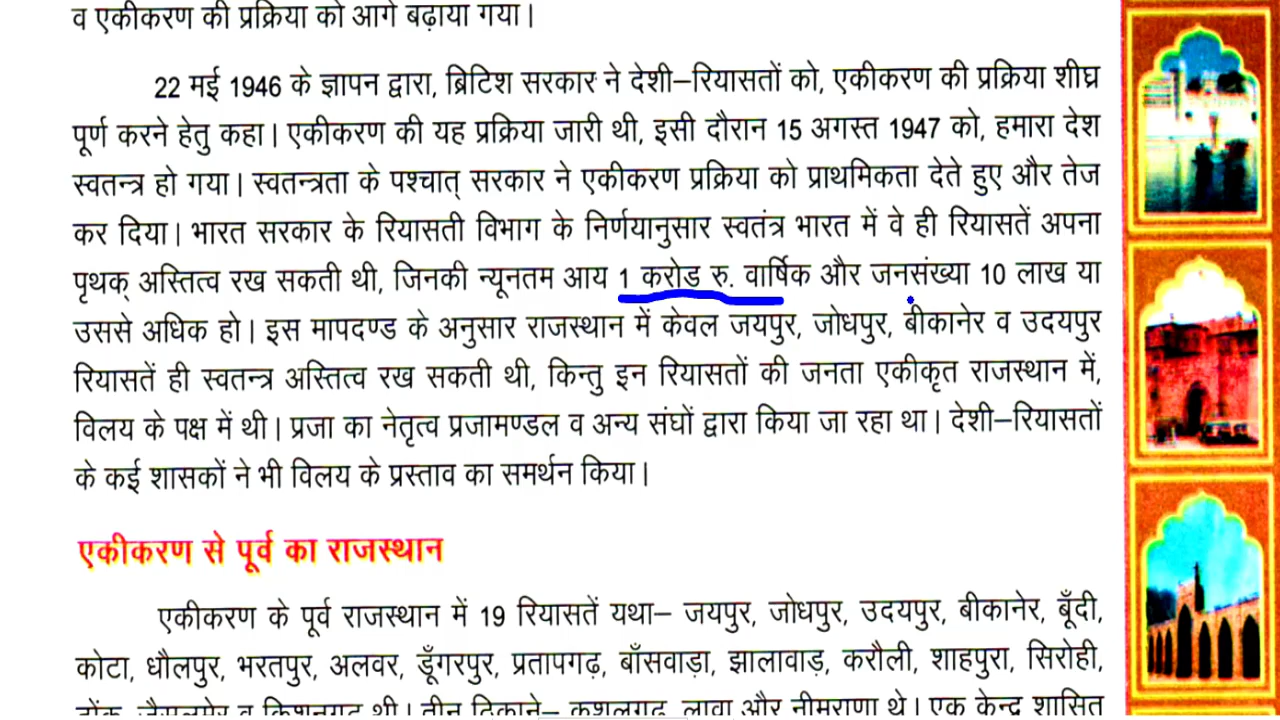 व एकीकरण की प्रक्रिया को आगे बढ़ाया गया।
22 मई 1946 के ज्ञापन द्वारा, ब्रिटिश सरकार ने देशी–रियासतों को, एकीकरण की प्रक्रिया शीघ्र
पूर्ण करने हेतु कहा। एकीकरण की यह प्रक्रिया जारी थी, इसी दौरान 15 अगस्त 1947 को, हमारा देश
स्वतन्त्र हो गया। स्वतन्त्रता के पश्चात् सरकार ने एकीकरण प्रक्रिया को प्राथमिकता देते हुए और तेज
कर दिया। भारत सरकार के रियासती विभाग के निर्णयानुसार स्वतंत्र भारत में वे ही रियासतें अपना
पृथक् अस्तित्व रख सकती थी, जिनकी न्यूनतम आय 1 करोड रु. वार्षिक और जनसंख्या 10 लाख या
उससे अधिक हो। इस मापदण्ड के अनुसार राजस्थान में केवल जयपुर, जोधपुर, बीकानेर व उदयपुर
रियासतें ही स्वतन्त्र अस्तित्व रख सकती थी, किन्तु इन रियासतों की जनता एकीकृत राजस्थान में,
विलय के पक्ष में थी। प्रजा का नेतृत्व प्रजामण्डल व अन्य संघों द्वारा किया जा रहा था। देशी–रियासतों
के कई शासकों ने भी विलय के प्रस्ताव का समर्थन किया।
एकीकरण से पूर्व का राजस्थान
एकीकरण के पूर्व राजस्थान में 19 रियासतें यथा– जयपुर, जोधपुर, उदयपुर, बीकानेर, बूँदी,
कोटा, धौलपुर, भरतपुर, अलवर, डूँगरपुर, प्रतापगढ़, बाँसवाड़ा, झालावाड़, करौली, शाहपुरा, सिरोही,
टोंक, जैसलमेर व किशनगढ़ थी। तीन ठिकाने– कुशलगढ़, लावा और नीमराणा थे। एक केन्द्र शासित